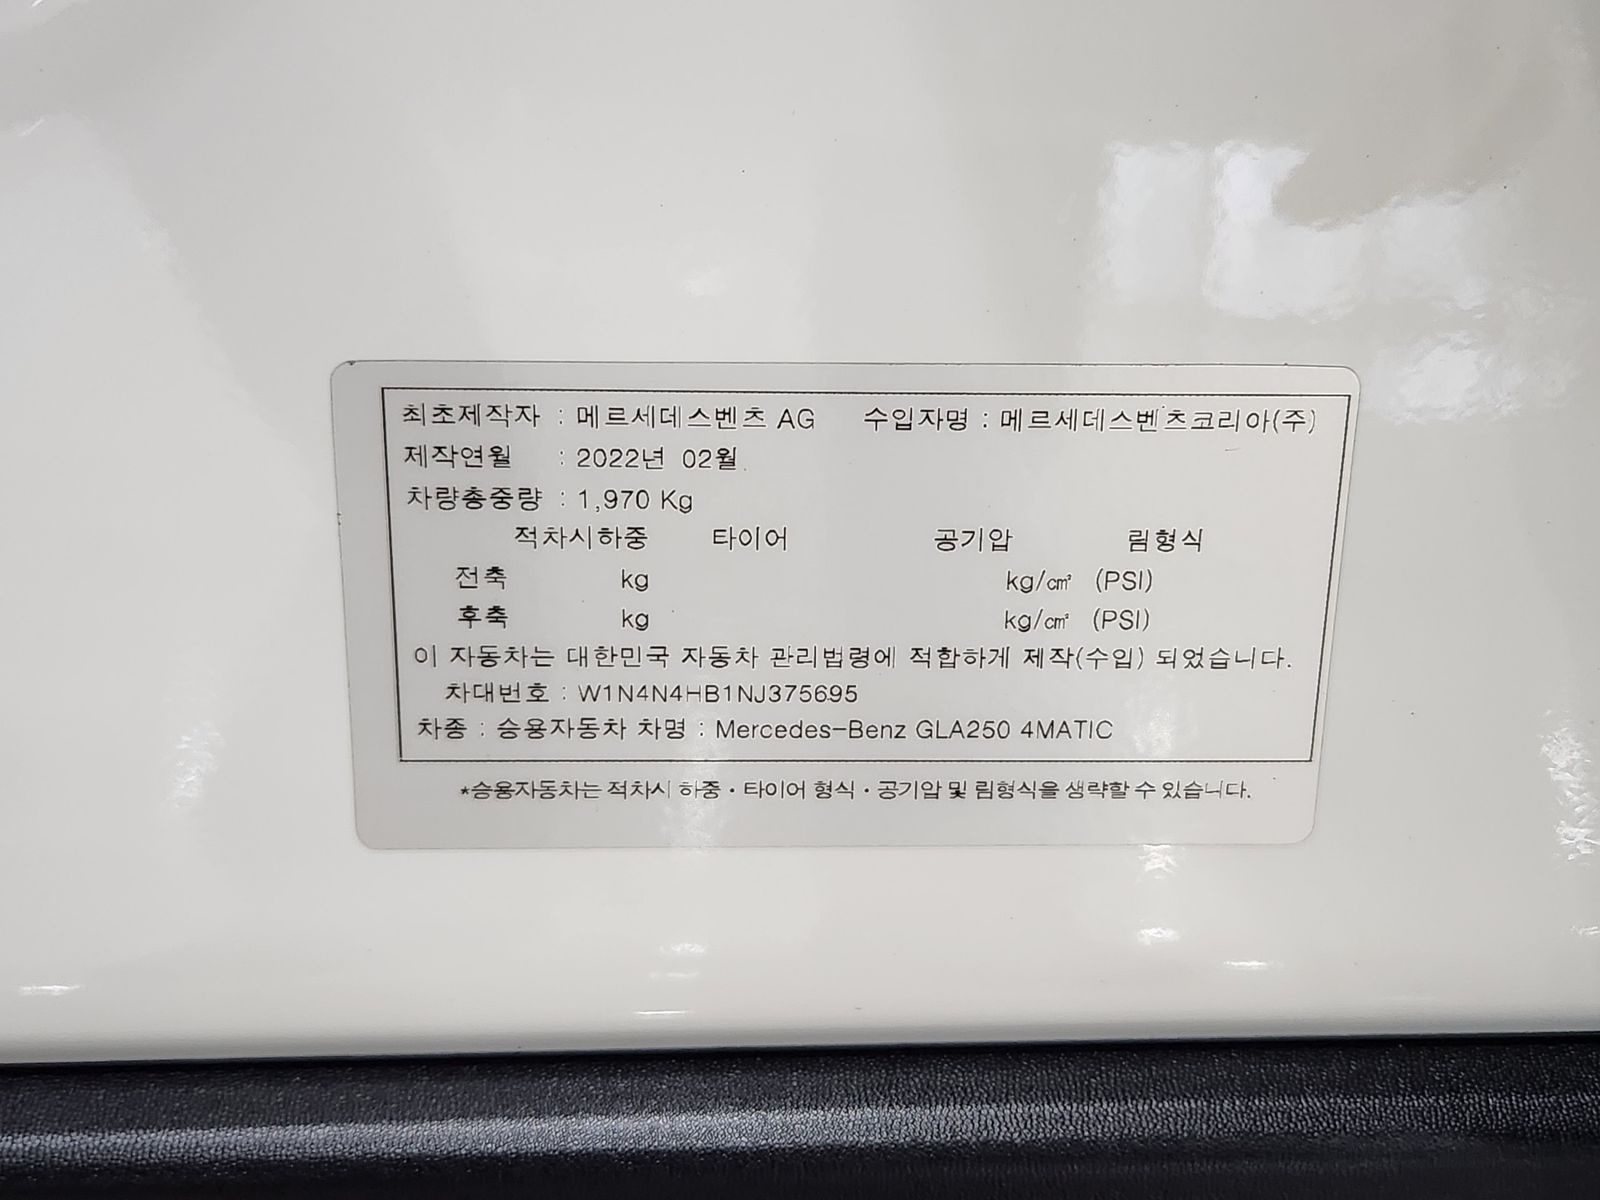 최초제작자 : 메르세데스벤츠 AG 수입자명 : 메르세데스벤츠코리아(주)
제작연월 : 2022년 02월
차량총중량 : 1,970 Kg
적차시하중 타이어 공기압 림형식
전축 kg kg/㎠ (PSI)
후축 kg kg/㎠ (PSI)
이 자동차는 대한민국 자동차 관리법령에 적합하게 제작(수입) 되었습니다.
차대번호 : W1N4N4HB1NJ375695
차종 : 승용자동차 차명 : Mercedes-Benz GLA250 4MATIC
*승용자동차는 적차시 하중·타이어 형식·공기압 및 림형식을 생략할 수 있습니다.